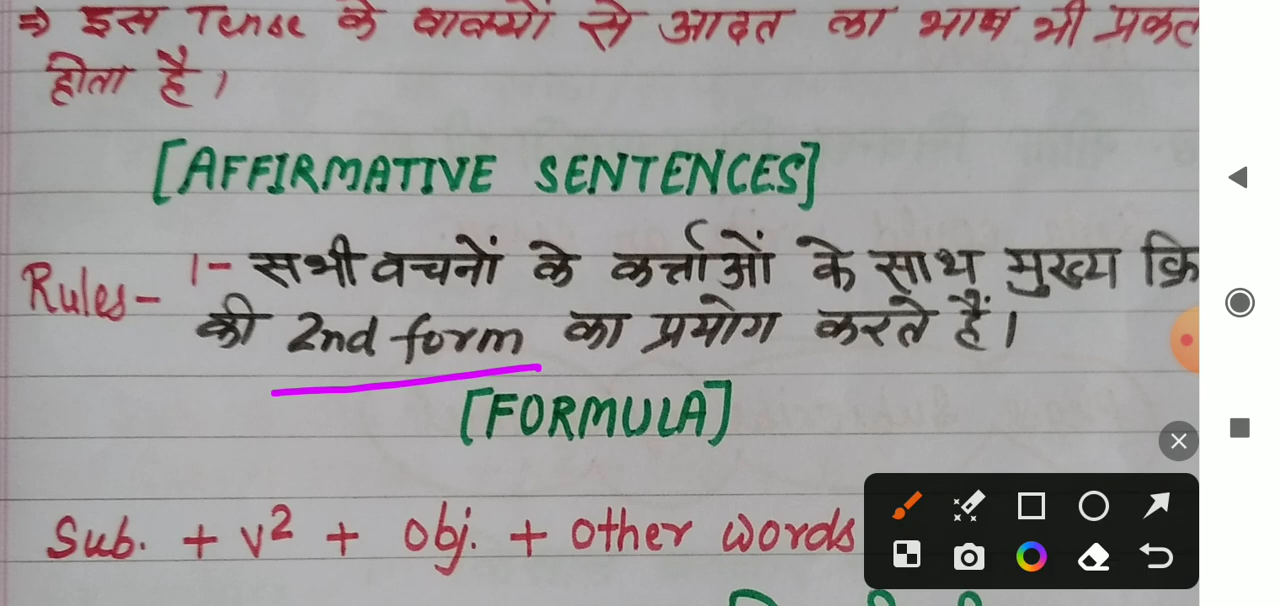 ⇒ इस Tense के वाक्यों से आदत का भाव भी प्रकट
होता है।
[AFFIRMATIVE SENTENCES]
Rules- 1- सभी वचनों के कर्त्ताओं के साथ मुख्य क्रि
की 2nd form का प्रयोग करते हैं।
[FORMULA]
Sub. + V2 + Obj. + Other words